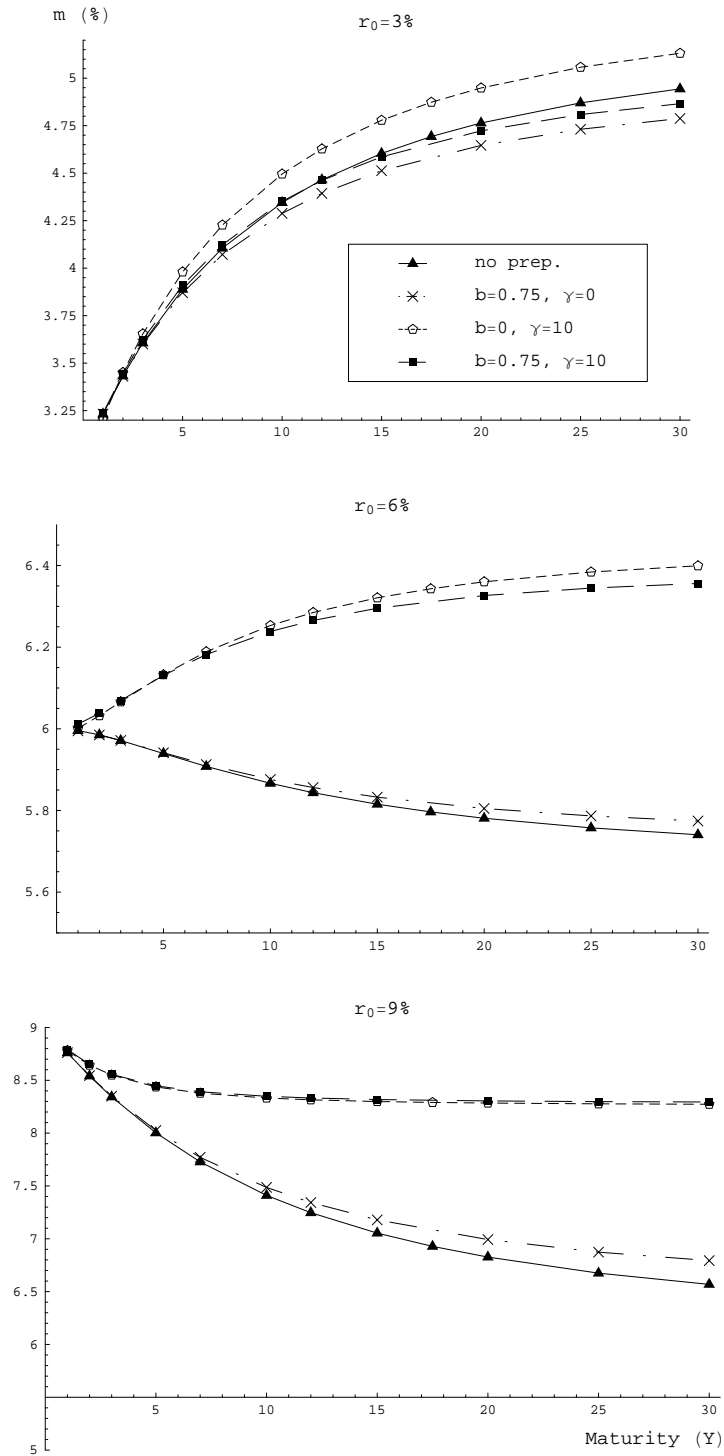 m (%)
r₀=3%
5
4.75
4.5
4.25
4
3.75
3.5
3.25
no prep.
b=0.75, γ=0
b=0, γ=10
b=0.75, γ=10
5 10 15 20 25 30
r₀=6%
6.4
6.2
6
5.8
5.6
5 10 15 20 25 30
r₀=9%
9
8.5
8
7.5
7
6.5
6
5 10 15 20 25 30
5
Maturity (Y)